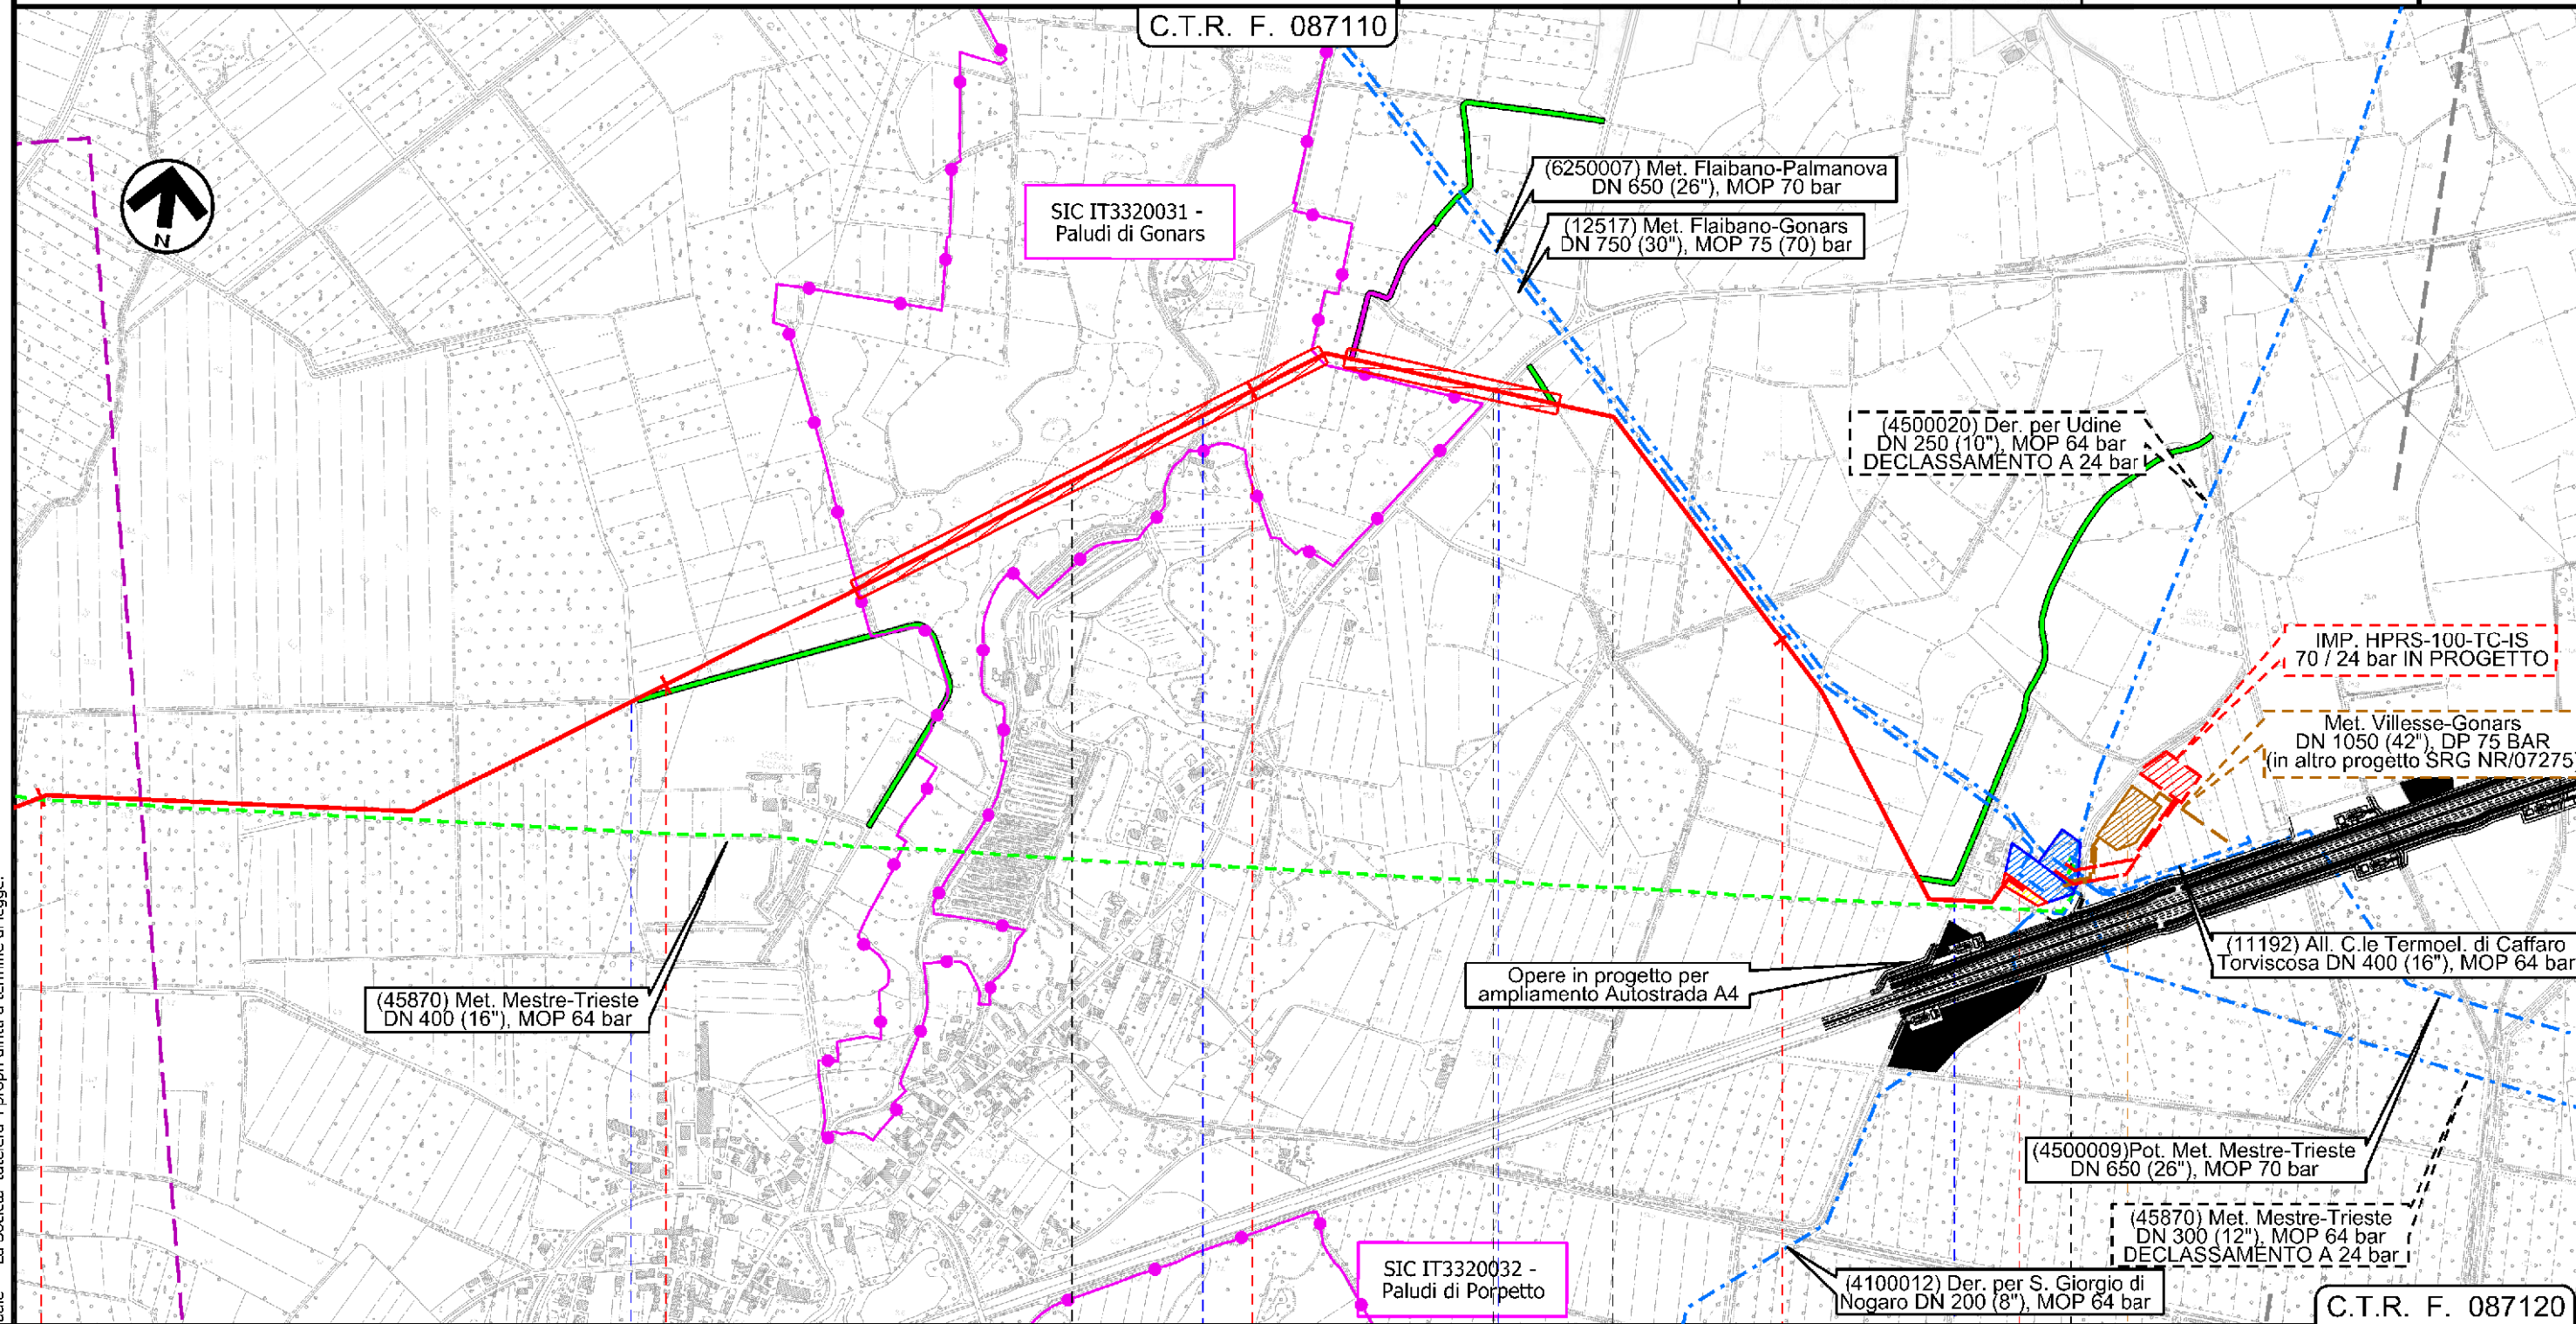 C.T.R. F. 087110
N
SIC IT3320031 -
Paludi di Gonars
(6250007) Met. Flaibano-Palmanova
DN 650 (26"), MOP 70 bar
(12517) Met. Flaibano-Gonars
DN 750 (30"), MOP 75 (70) bar
(4500020) Der. per Udine
DN 250 (10"), MOP 64 bar
DECLASSAMENTO A 24 bar
IMP. HPRS-100-TC-IS
70 / 24 bar IN PROGETTO
Met. Villesse-Gonars
DN 1050 (42"), DP 75 BAR
(in altro progetto SRG NR/07275)
(11192) All. C.le Termoel. di Caffaro
Torviscosa DN 400 (16"), MOP 64 bar
Opere in progetto per
ampliamento Autostrada A4
(45870) Met. Mestre-Trieste
DN 400 (16"), MOP 64 bar
(4500009)Pot. Met. Mestre-Trieste
DN 650 (26"), MOP 70 bar
(45870) Met. Mestre-Trieste
DN 300 (12"), MOP 64 bar
DECLASSAMENTO A 24 bar
SIC IT3320032 -
Paludi di Porpetto
(4100012) Der. per S. Giorgio di
Nogaro DN 200 (8"), MOP 64 bar
C.T.R. F. 087120